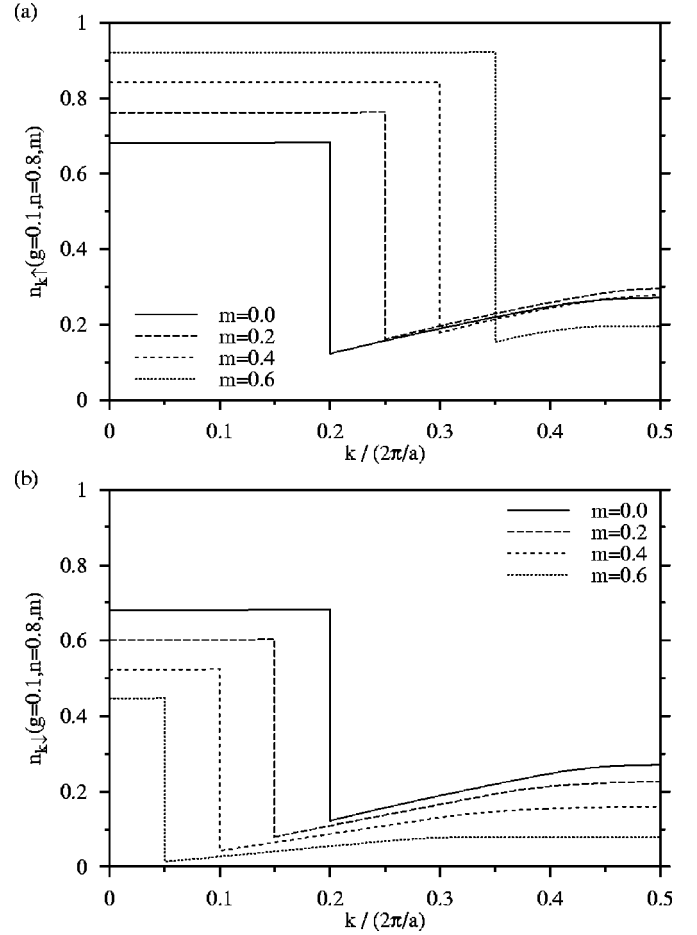 (a)
1
0.8
0.6
0.4
0.2
0
n_k↑(g=0.1,n=0.8,m)
m=0.0
m=0.2
m=0.4
m=0.6
0 0.1 0.2 0.3 0.4 0.5
k / (2π/a)
(b)
1
0.8
0.6
0.4
0.2
0
n_k↓(g=0.1,n=0.8,m)
m=0.0
m=0.2
m=0.4
m=0.6
0 0.1 0.2 0.3 0.4 0.5
k / (2π/a)